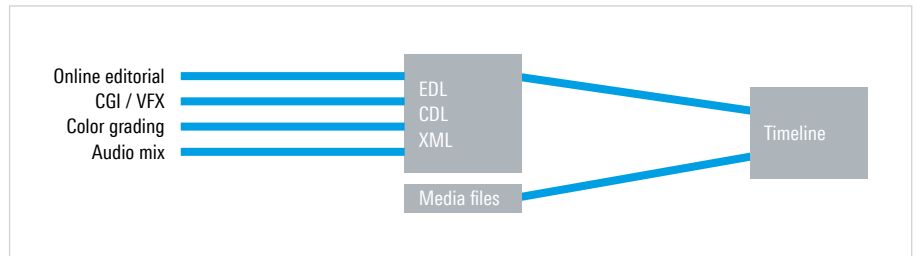 Online editorial
CGI / VFX
Color grading
Audio mix
EDL
CDL
XML
Media files
Timeline